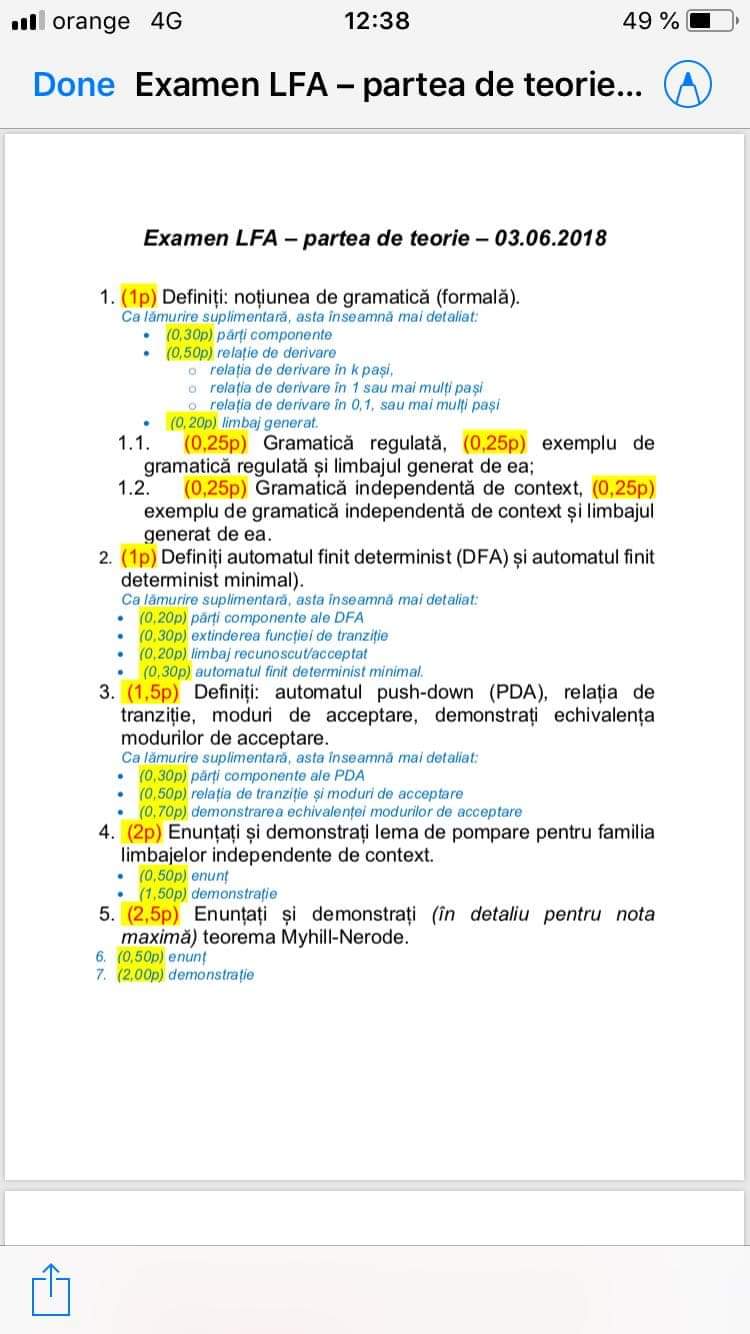 orange 4G 12:38 49 %
Done Examen LFA – partea de teorie...
Examen LFA – partea de teorie – 03.06.2018
1. (1p) Definiți: noțiunea de gramatică (formală).
Ca lămurire suplimentară, asta înseamnă mai detaliat:
• (0,30p) părți componente
• (0,50p) relație de derivare
o relația de derivare în k pași,
o relația de derivare în 1 sau mai mulți pași
o relația de derivare în 0,1, sau mai mulți pași
• (0,20p) limbaj generat.
1.1. (0,25p) Gramatică regulată, (0,25p) exemplu de
gramatică regulată și limbajul generat de ea;
1.2. (0,25p) Gramatică independentă de context, (0,25p)
exemplu de gramatică independentă de context și limbajul
generat de ea.
2. (1p) Definiți automatul finit determinist (DFA) și automatul finit
determinist minimal).
Ca lămurire suplimentară, asta înseamnă mai detaliat:
• (0,20p) părți componente ale DFA
• (0,30p) extinderea funcției de tranziție
• (0,20p) limbaj recunoscut/acceptat
• (0,30p) automatul finit determinist minimal.
3. (1,5p) Definiți: automatul push-down (PDA), relația de
tranziție, moduri de acceptare, demonstrați echivalența
modurilor de acceptare.
Ca lămurire suplimentară, asta înseamnă mai detaliat:
• (0,30p) părți componente ale PDA
• (0,50p) relația de tranziție și moduri de acceptare
• (0,70p) demonstrarea echivalenței modurilor de acceptare
4. (2p) Enunțați și demonstrați lema de pompare pentru familia
limbajelor independente de context.
• (0,50p) enunț
• (1,50p) demonstrație
5. (2,5p) Enunțați și demonstrați (în detaliu pentru nota
maximă) teorema Myhill-Nerode.
6. (0,50p) enunț
7. (2,00p) demonstrație